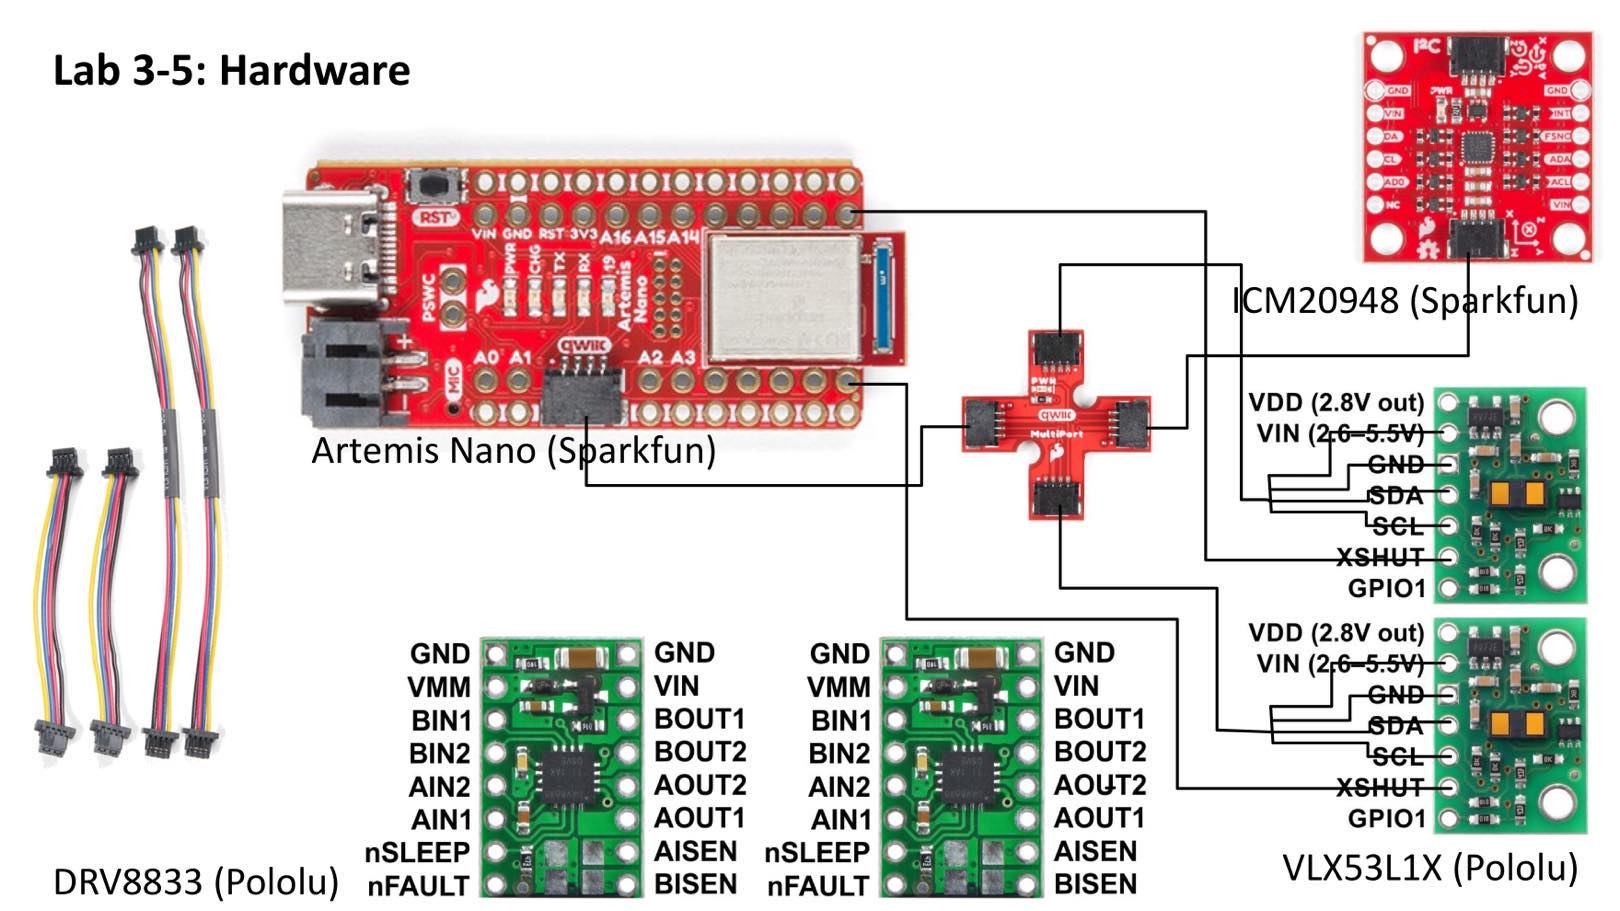 Lab 3-5: Hardware
I2C
GND
VIN
DA
CL
AD0
NC
PWR
GND
INT
FSNC
ADA
ACL
VIN
ICM20948 (Sparkfun)
RST
VIN GND RST 3V3 A16 A15 A14
PSWC
PWR
CHG
TX
RX
19
Artemis
Nano
qwiic
MIC
A0 A1 A2 A3
Artemis Nano (Sparkfun)
PWR
qwiic
MultiPort
VDD (2.8V out)
VIN (2.6–5.5V)
GND
SDA
SCL
XSHUT
GPIO1
VDD (2.8V out)
VIN (2.6–5.5V)
GND
SDA
SCL
XSHUT
GPIO1
VLX53L1X (Pololu)
GND GND
VMM VIN
BIN1 BOUT1
BIN2 BOUT2
AIN2 AOUT2
AIN1 AOUT1
nSLEEP AISEN
nFAULT BISEN
GND GND
VMM VIN
BIN1 BOUT1
BIN2 BOUT2
AIN2 AOUT2
AIN1 AOUT1
nSLEEP AISEN
nFAULT BISEN
DRV8833 (Pololu)